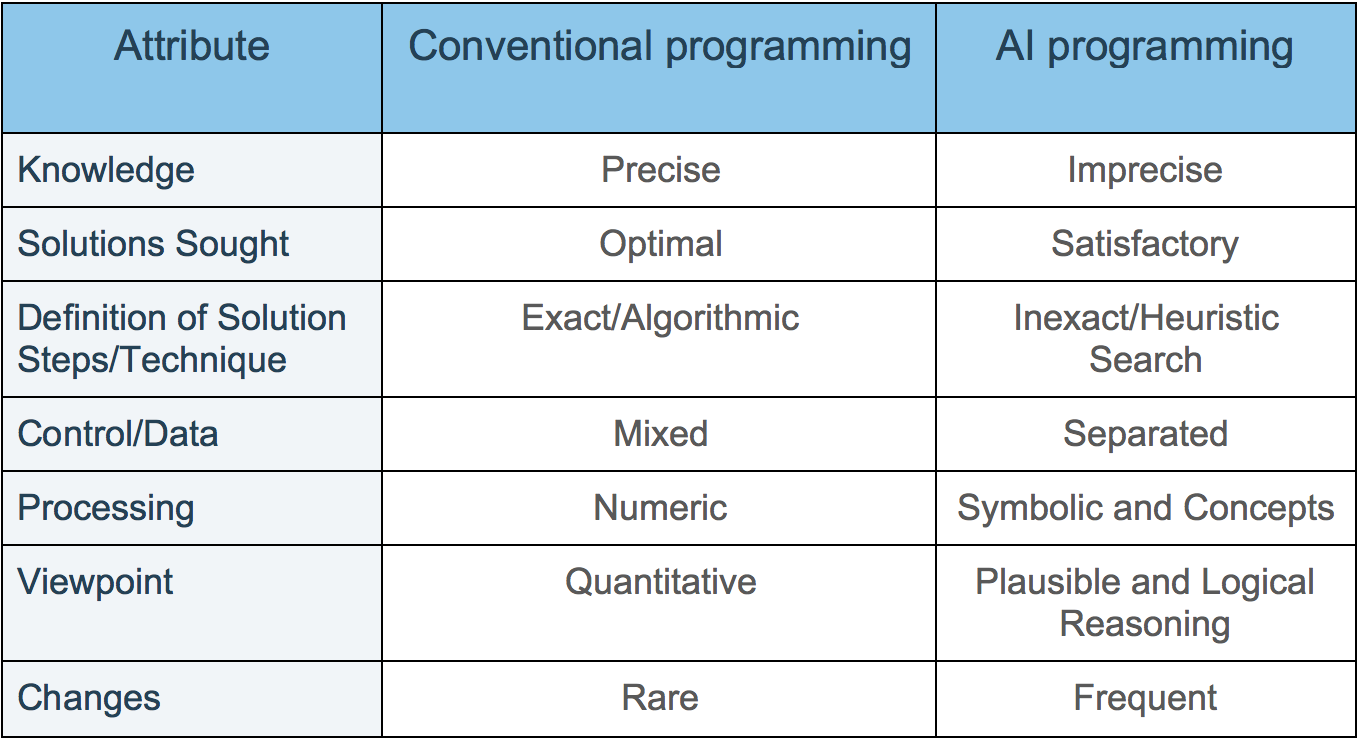 Attribute Conventional programming AI programming
Knowledge Precise Imprecise
Solutions Sought Optimal Satisfactory
Definition of Solution Exact/Algorithmic Inexact/Heuristic
Steps/Technique Search
Control/Data Mixed Separated
Processing Numeric Symbolic and Concepts
Viewpoint Quantitative Plausible and Logical
Reasoning
Changes Rare Frequent